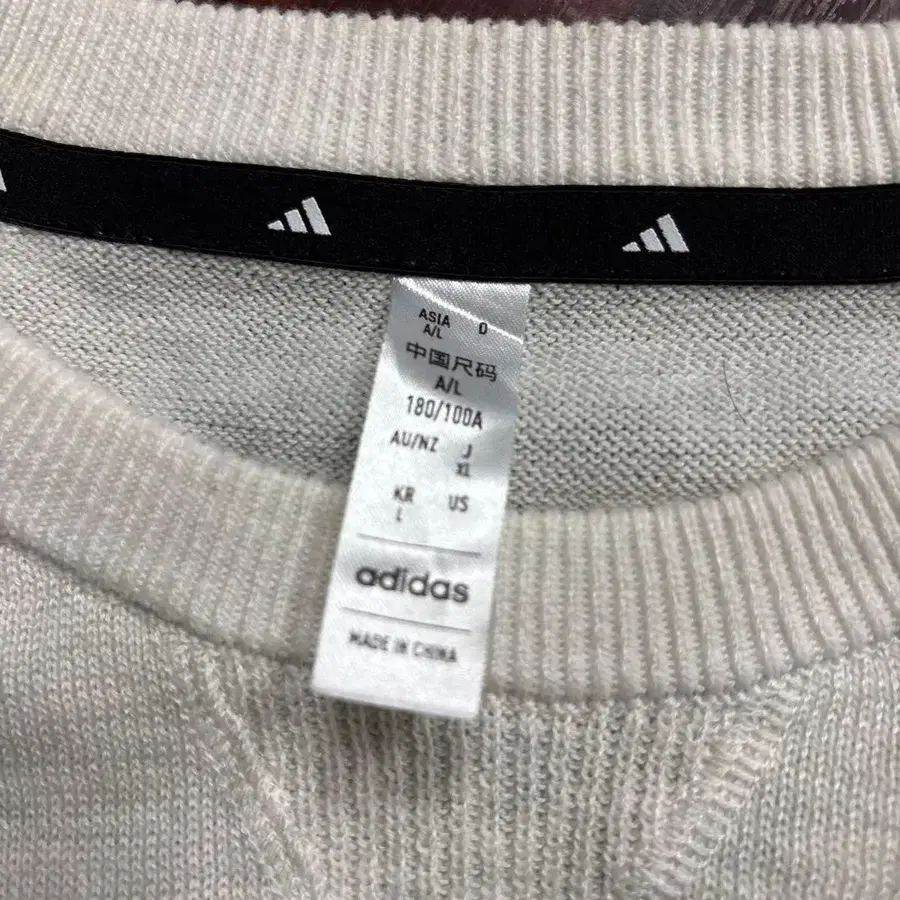 ASIA D
A/L
中国尺码
A/L
180/100A
AU/NZ J
XL
KR US
L
adidas
MADE IN CHINA